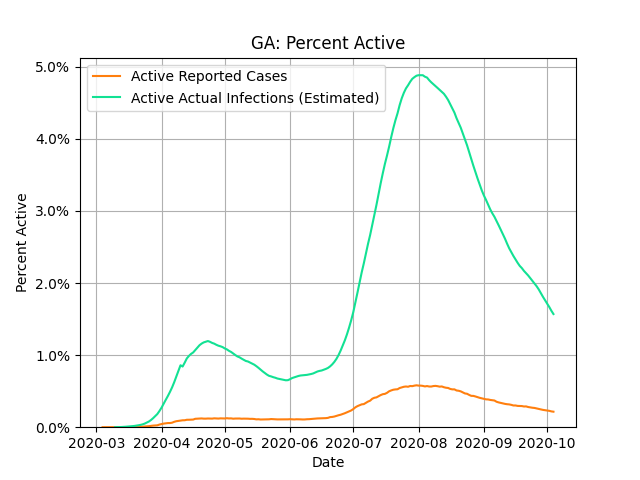 GA: Percent Active
Active Reported Cases
Active Actual Infections (Estimated)
5.0%
4.0%
3.0%
2.0%
1.0%
0.0%
Percent Active
2020-03 2020-04 2020-05 2020-06 2020-07 2020-08 2020-09 2020-10
Date